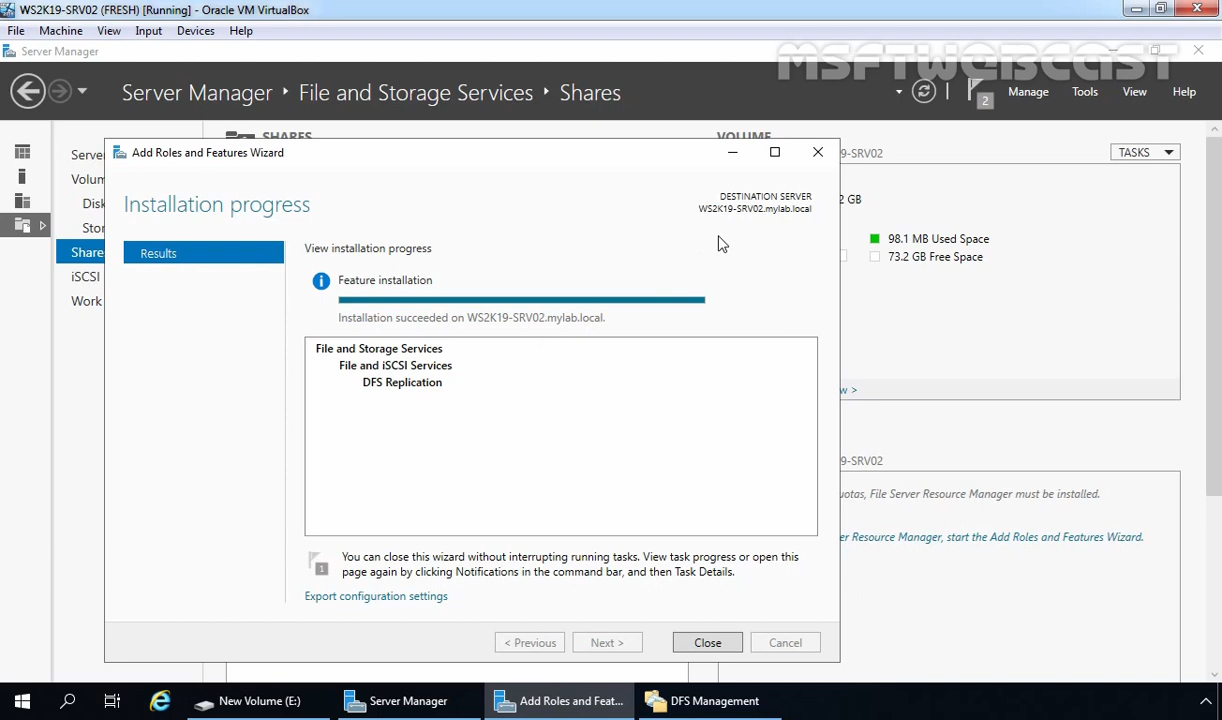 WS2K19-SRV02 (FRESH) [Running] - Oracle VM VirtualBox
File Machine View Input Devices Help
Server Manager
MSFTWEBCAST
Server Manager • File and Storage Services • Shares
2
Manage Tools View Help
SHARES
VOLUME
Server
Volum
Disk
Stor
Share
iSCSI
Work
9-SRV02
TASKS
2 GB
98.1 MB Used Space
73.2 GB Free Space
w >
9-SRV02
uotas, File Server Resource Manager must be installed.
er Resource Manager, start the Add Roles and Features Wizard.
Add Roles and Features Wizard
Installation progress
DESTINATION SERVER
WS2K19-SRV02.mylab.local
Results
View installation progress
Feature installation
Installation succeeded on WS2K19-SRV02.mylab.local.
File and Storage Services
File and iSCSI Services
DFS Replication
1
You can close this wizard without interrupting running tasks. View task progress or open this
page again by clicking Notifications in the command bar, and then Task Details.
Export configuration settings
< Previous Next > Close Cancel
New Volume (E:) Server Manager Add Roles and Feat... DFS Management